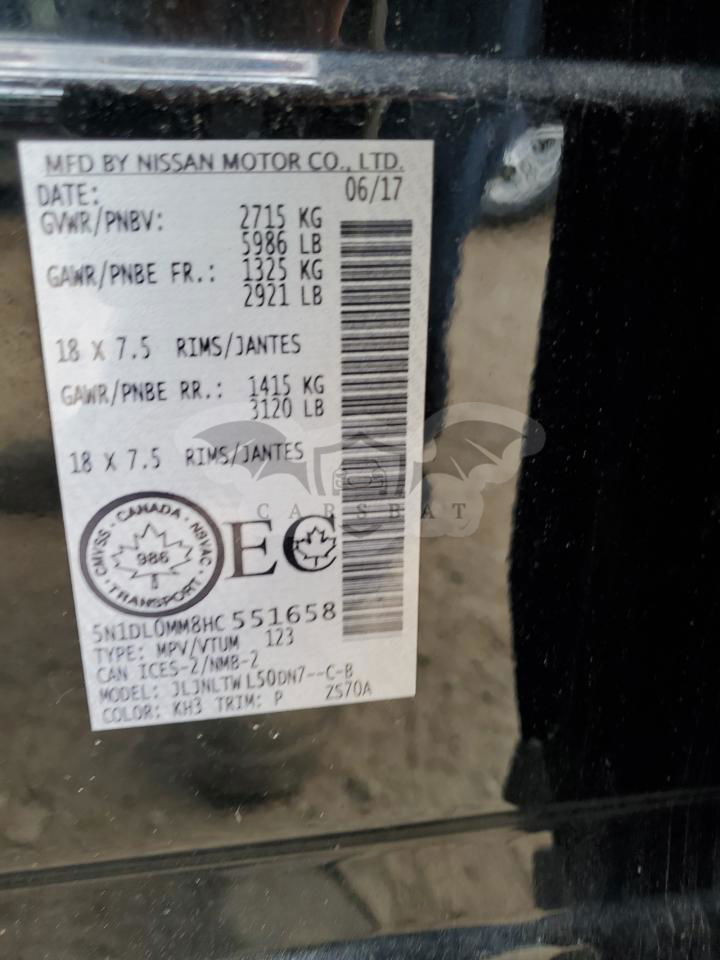 MFD BY NISSAN MOTOR CO., LTD.
DATE: 06/17
GVWR/PNBV: 2715 KG
5986 LB
GAWR/PNBE FR.: 1325 KG
2921 LB
18 X 7.5 RIMS/JANTES
GAWR/PNBE RR.: 1415 KG
3120 LB
18 X 7.5 RIMS/JANTES
CANADA · NSVAC · TRANSPORT · CMVSS ·
986
EC
5N1DL0MM8HC551658
TYPE: MPV/VTUM 123
CAN ICES-2/NMB-2
MODEL: JLJNLTWL50DN7--C-B
COLOR: KH3 TRIM: P ZS70A
CARSBAT